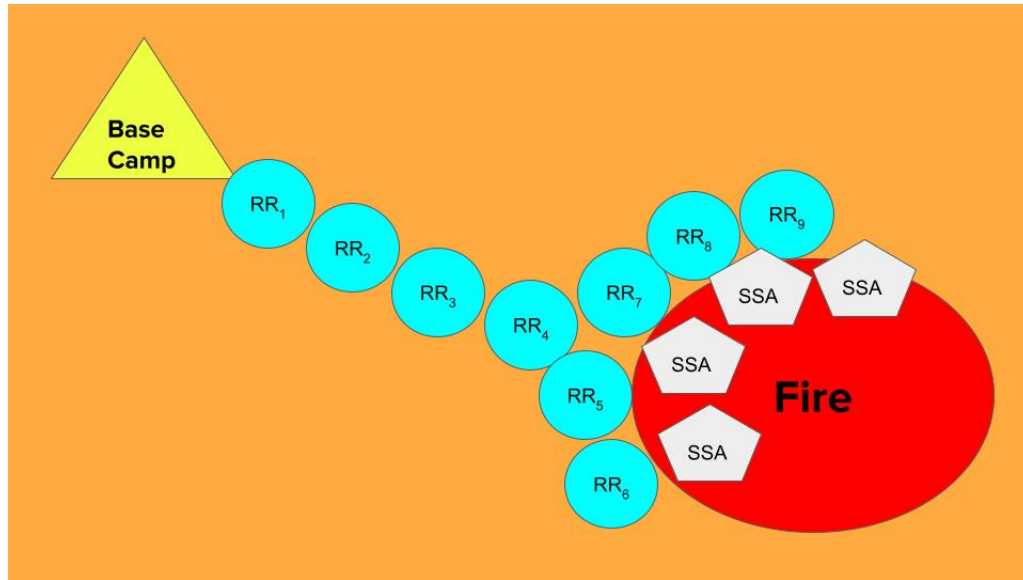 Base
Camp
RR₁
RR₂
RR₃
RR₄
RR₅
RR₆
RR₇
RR₈
RR₉
SSA
SSA
SSA
SSA
Fire